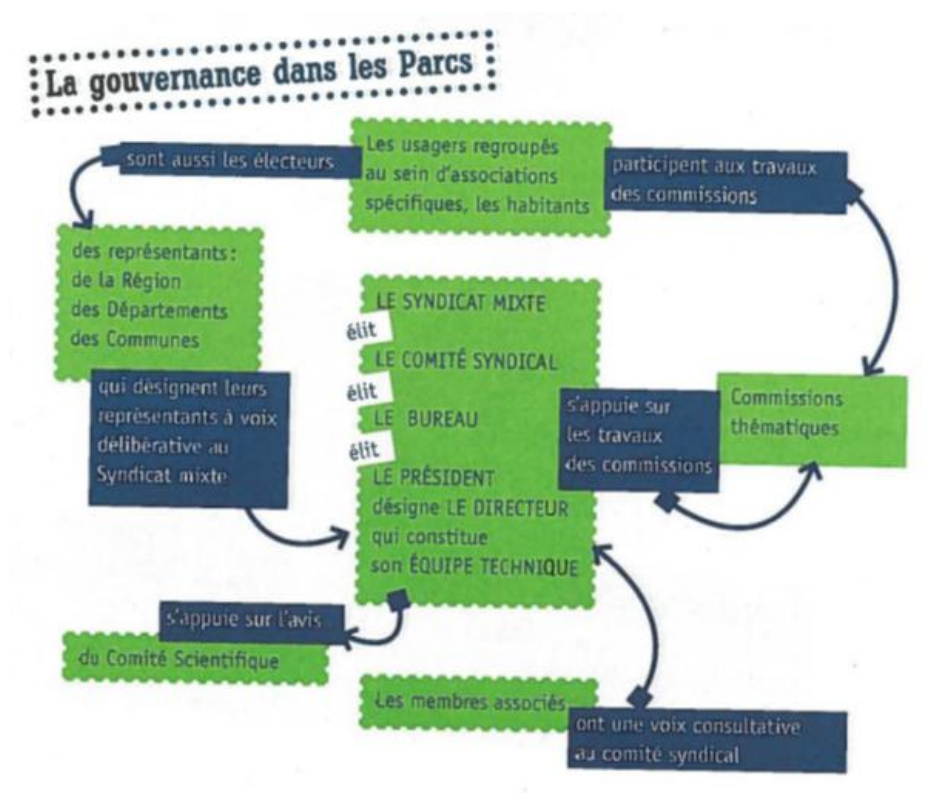 La gouvernance dans les Parcs
sont aussi les électeurs
Les usagers regroupés
au sein d'associations
spécifiques, les habitants
participent aux travaux
des commissions
des représentants :
de la Région
des Départements
des Communes
qui désignent leurs
représentants à voix
délibérative au
Syndicat mixte
LE SYNDICAT MIXTE
élit
LE COMITÉ SYNDICAL
élit
LE BUREAU
élit
LE PRÉSIDENT
désigne LE DIRECTEUR
qui constitue
son ÉQUIPE TECHNIQUE
s'appuie sur
les travaux
des commissions
Commissions
thématiques
s'appuie sur l'avis
du Comité Scientifique
Les membres associés
ont une voix consultative
au comité syndical